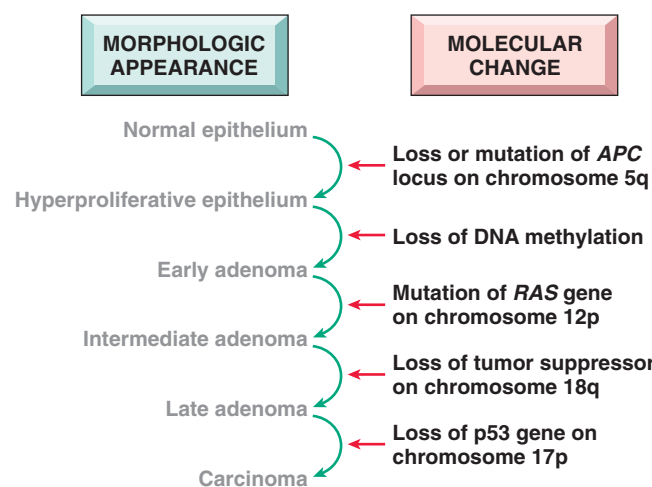 MORPHOLOGIC
APPEARANCE
MOLECULAR
CHANGE
Normal epithelium
Loss or mutation of APC
locus on chromosome 5q
Hyperproliferative epithelium
Loss of DNA methylation
Early adenoma
Mutation of RAS gene
on chromosome 12p
Intermediate adenoma
Loss of tumor suppressor
on chromosome 18q
Late adenoma
Loss of p53 gene on
chromosome 17p
Carcinoma